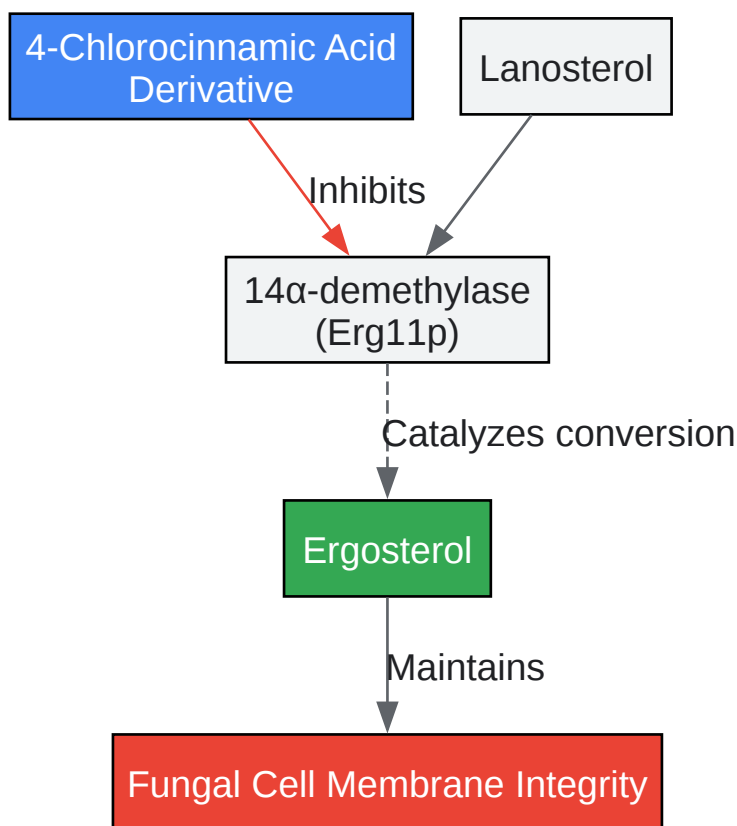 4-Chlorocinnamic Acid
Derivative
Lanosterol
Inhibits
14α-demethylase
(Erg11p)
Catalyzes conversion
Ergosterol
Maintains
Fungal Cell Membrane Integrity